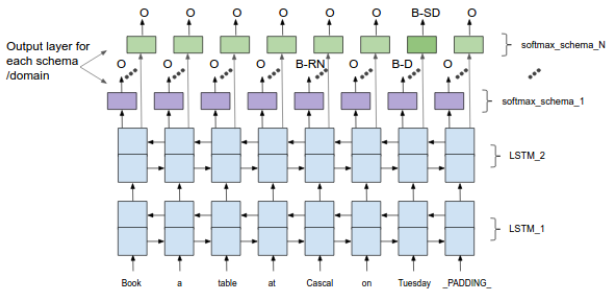 O O O O O O B-SD O
Output layer for
each schema
/domain
softmax_schema_N
O O O O B-RN O B-D O
softmax_schema_1
LSTM_2
LSTM_1
Book a table at Cascal on Tuesday _PADDING_